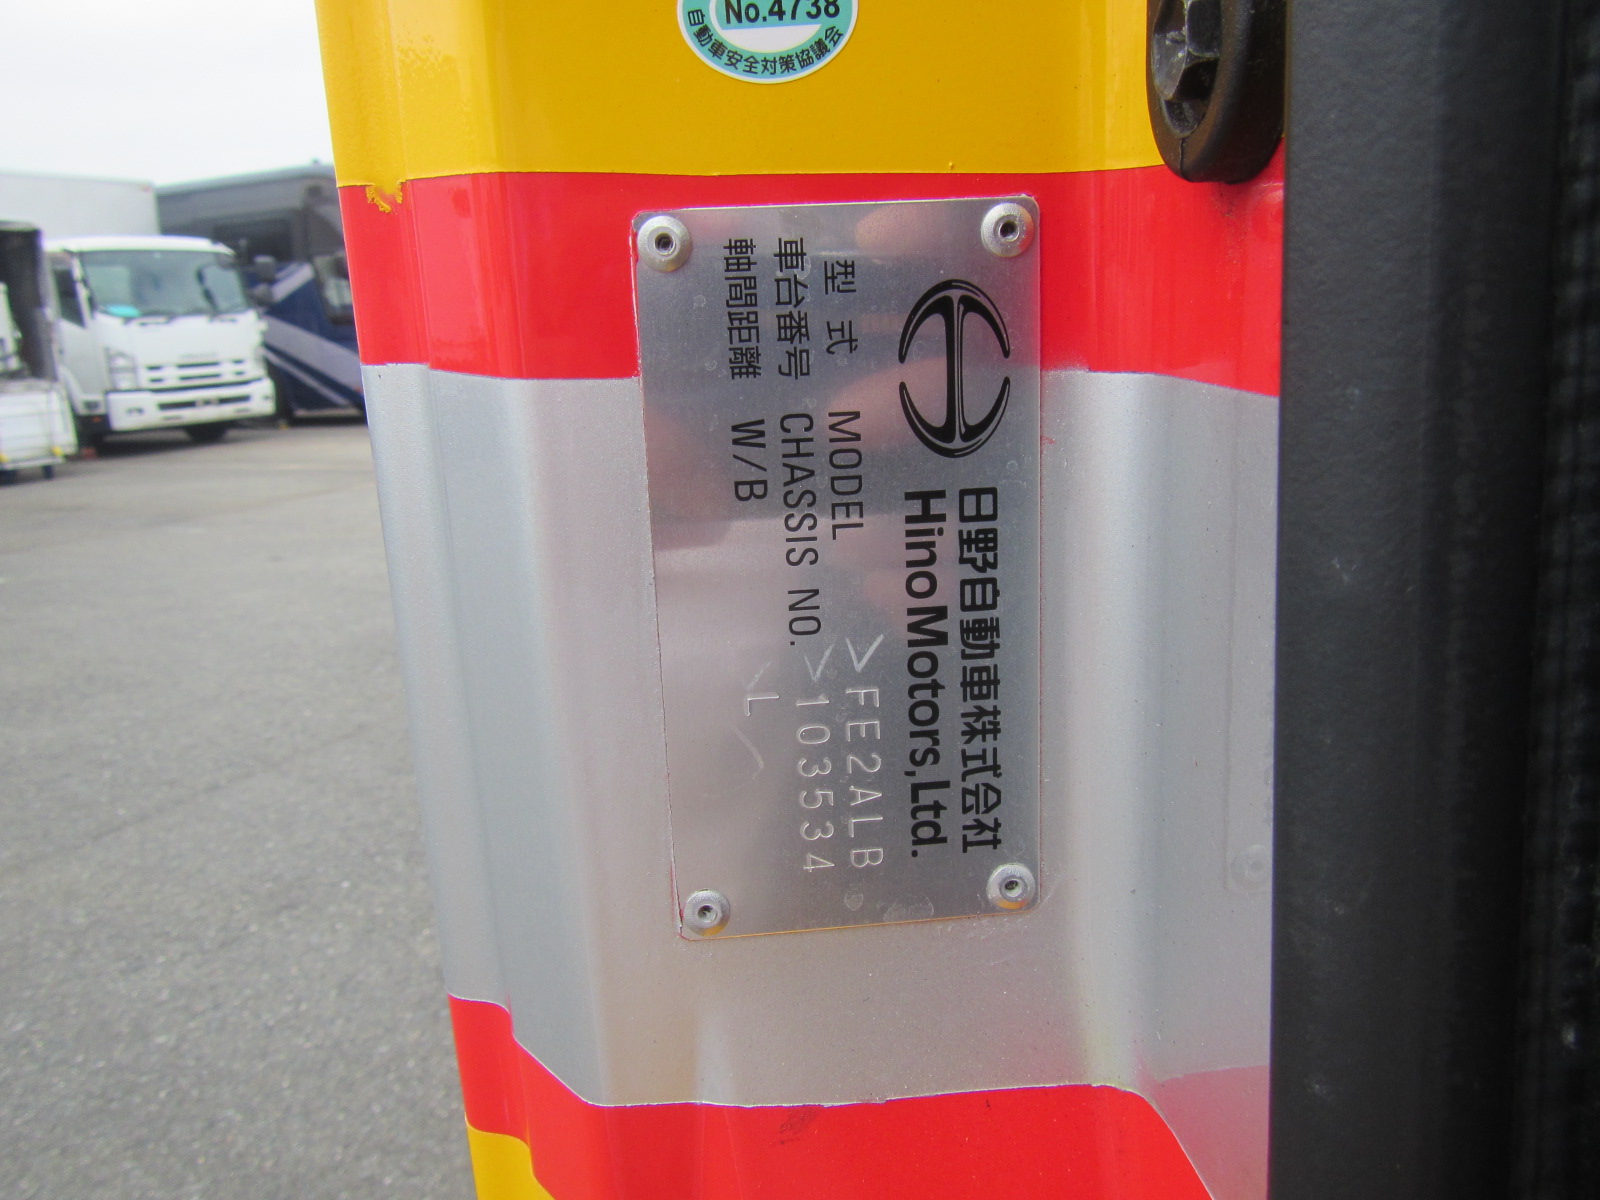 No.4738
自動車安全対策協議会
日野自動車株式会社
Hino Motors, Ltd.
型式 MODEL >FE2ALB
車台番号 CHASSIS NO. >103534
軸間距離 W/B L